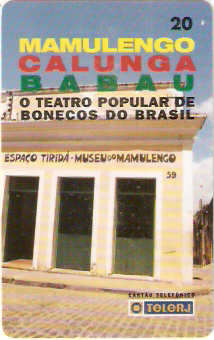 20
MAMULENGO
CALUNGA
BABAU
O TEATRO POPULAR DE
BONECOS DO BRASIL
ESPAÇO TIRIDÁ - MUSEU DO MAMULENGO
59
CARTÃO TELEFÔNICO
TELERJ